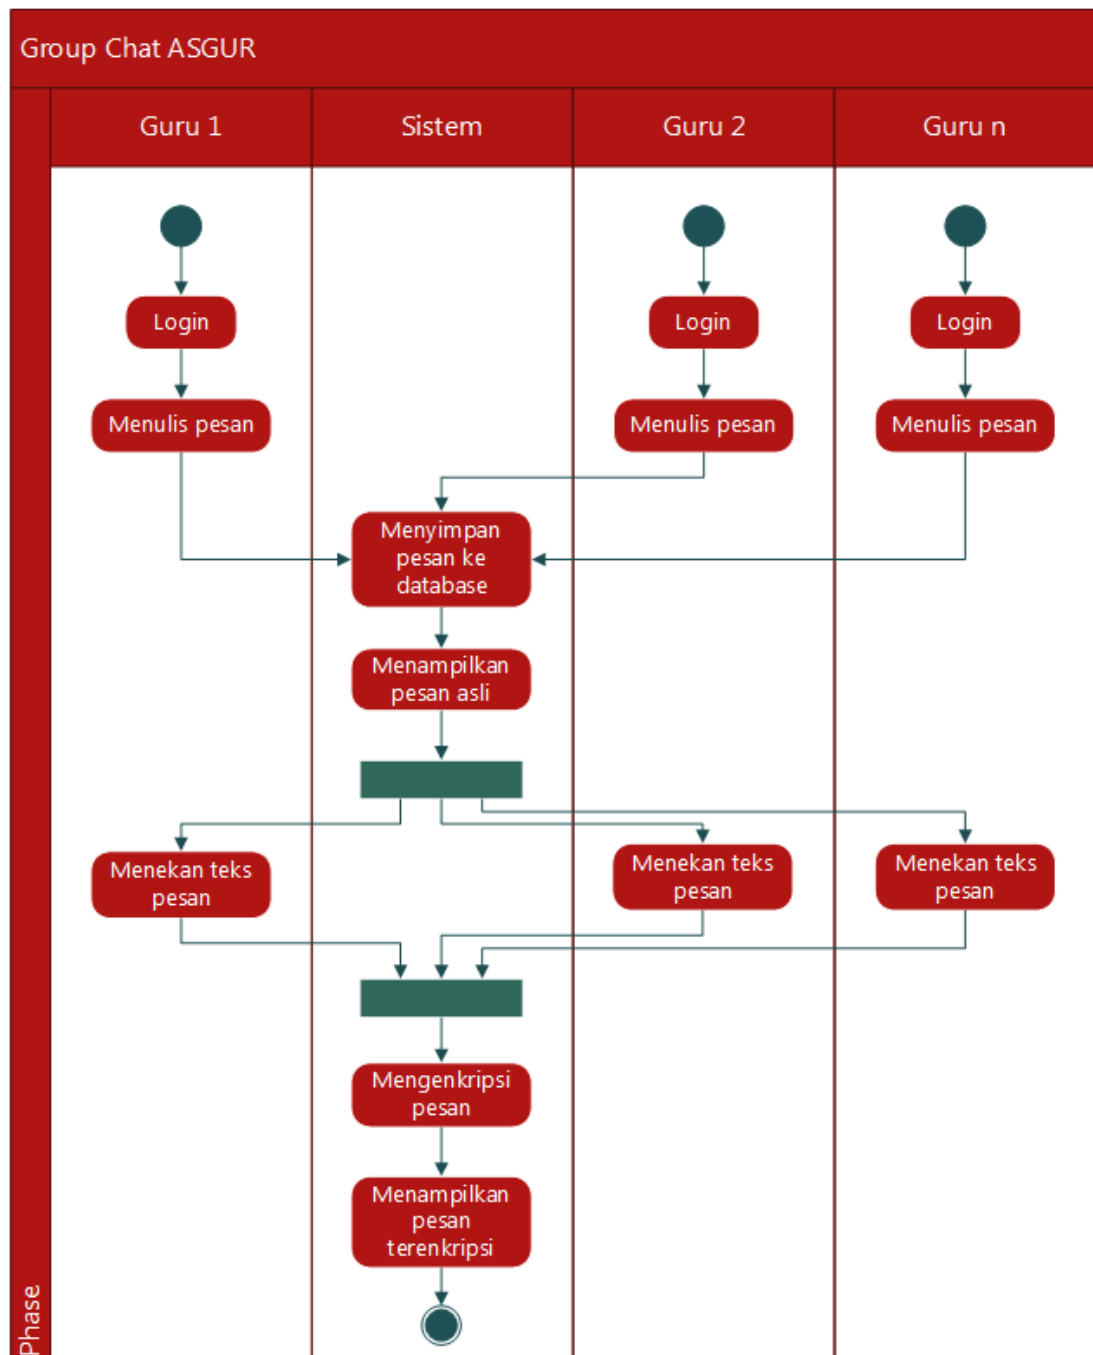 Group Chat ASGUR
Guru 1
Sistem
Guru 2
Guru n
Login
Login
Login
Menulis pesan
Menulis pesan
Menulis pesan
Menyimpan
pesan ke
database
Menampilkan
pesan asli
Menekan teks
pesan
Menekan teks
pesan
Menekan teks
pesan
Mengenkripsi
pesan
Menampilkan
pesan
terenkripsi
Phase